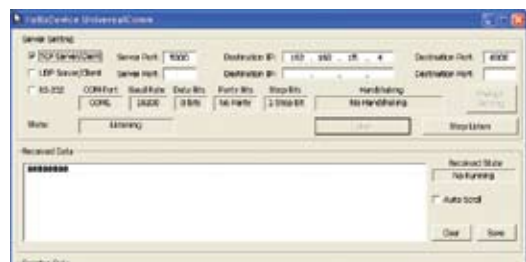 UniversalComm
Server Setting
TCP Server/Client Server Port 5000 Destination IP: 192 . 168 . 15 . 4 Destination Port
UDP Server/Client Server Port Destination IP: Destination Port
RS-232 COM Port Baud Rate Data Bits Parity Bits Stop Bits Handshaking
COM1 19200 8 Bits No Parity 1 Stop Bit No Handshaking
State: Listening Stop Listen
Received Data
Received State
No Running
Auto Scroll
Clear Save